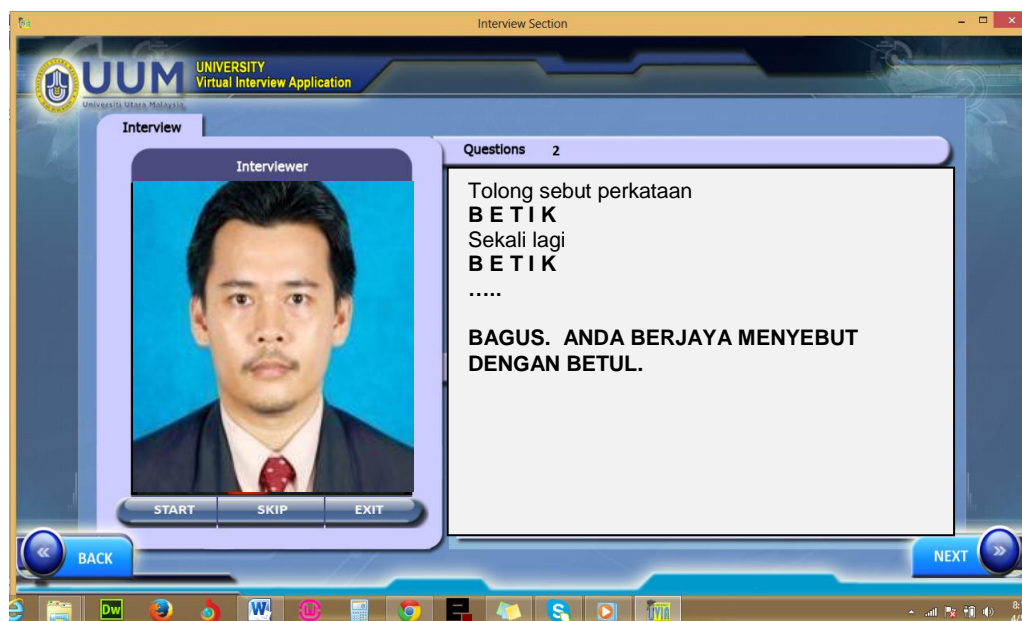 Interview Section
UUM
UNIVERSITY
Virtual Interview Application
Universiti Utara Malaysia
Interview
Interviewer
START SKIP EXIT
Questions 2
Tolong sebut perkataan
B E T I K
Sekali lagi
B E T I K
…..
BAGUS. ANDA BERJAYA MENYEBUT
DENGAN BETUL.
BACK
NEXT
Dw
W
UVIA